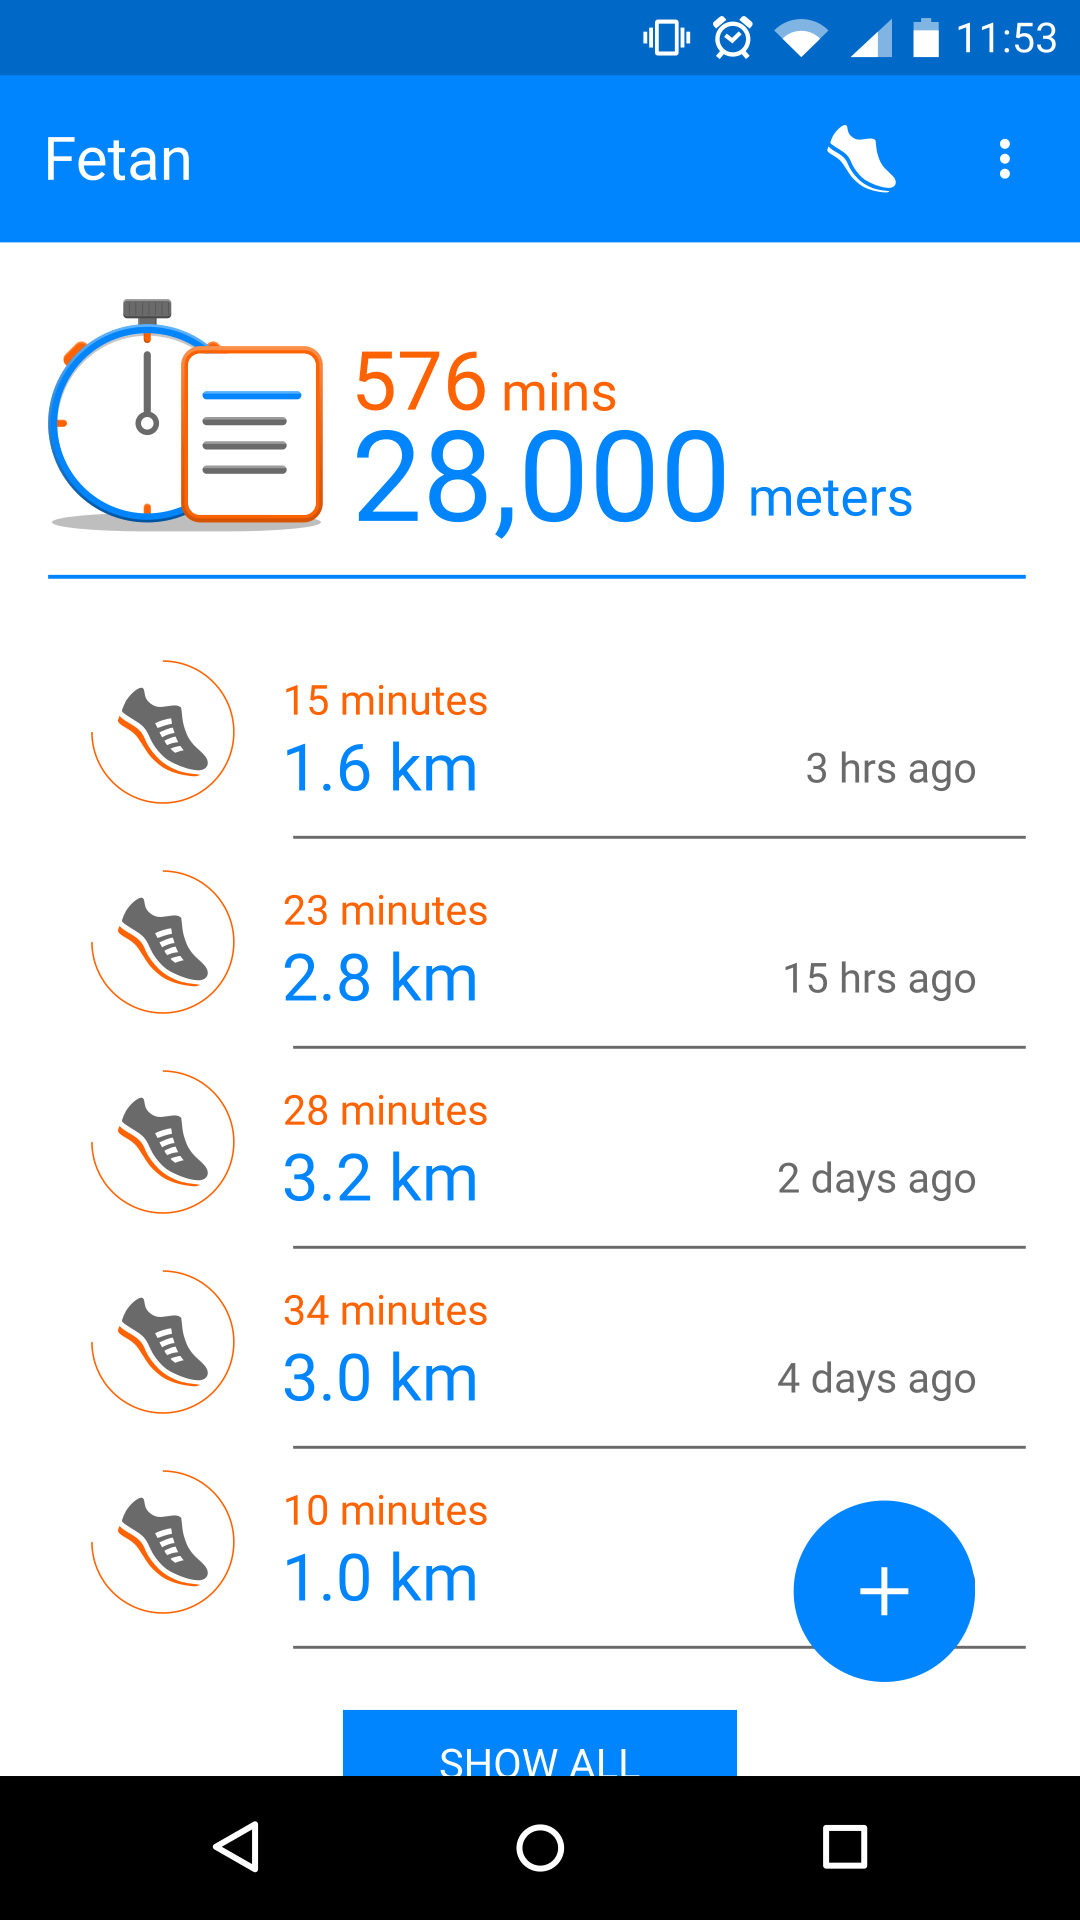 11:53
Fetan
576 mins
28,000 meters
15 minutes
1.6 km
3 hrs ago
23 minutes
2.8 km
15 hrs ago
28 minutes
3.2 km
2 days ago
34 minutes
3.0 km
4 days ago
10 minutes
1.0 km
SHOW ALL